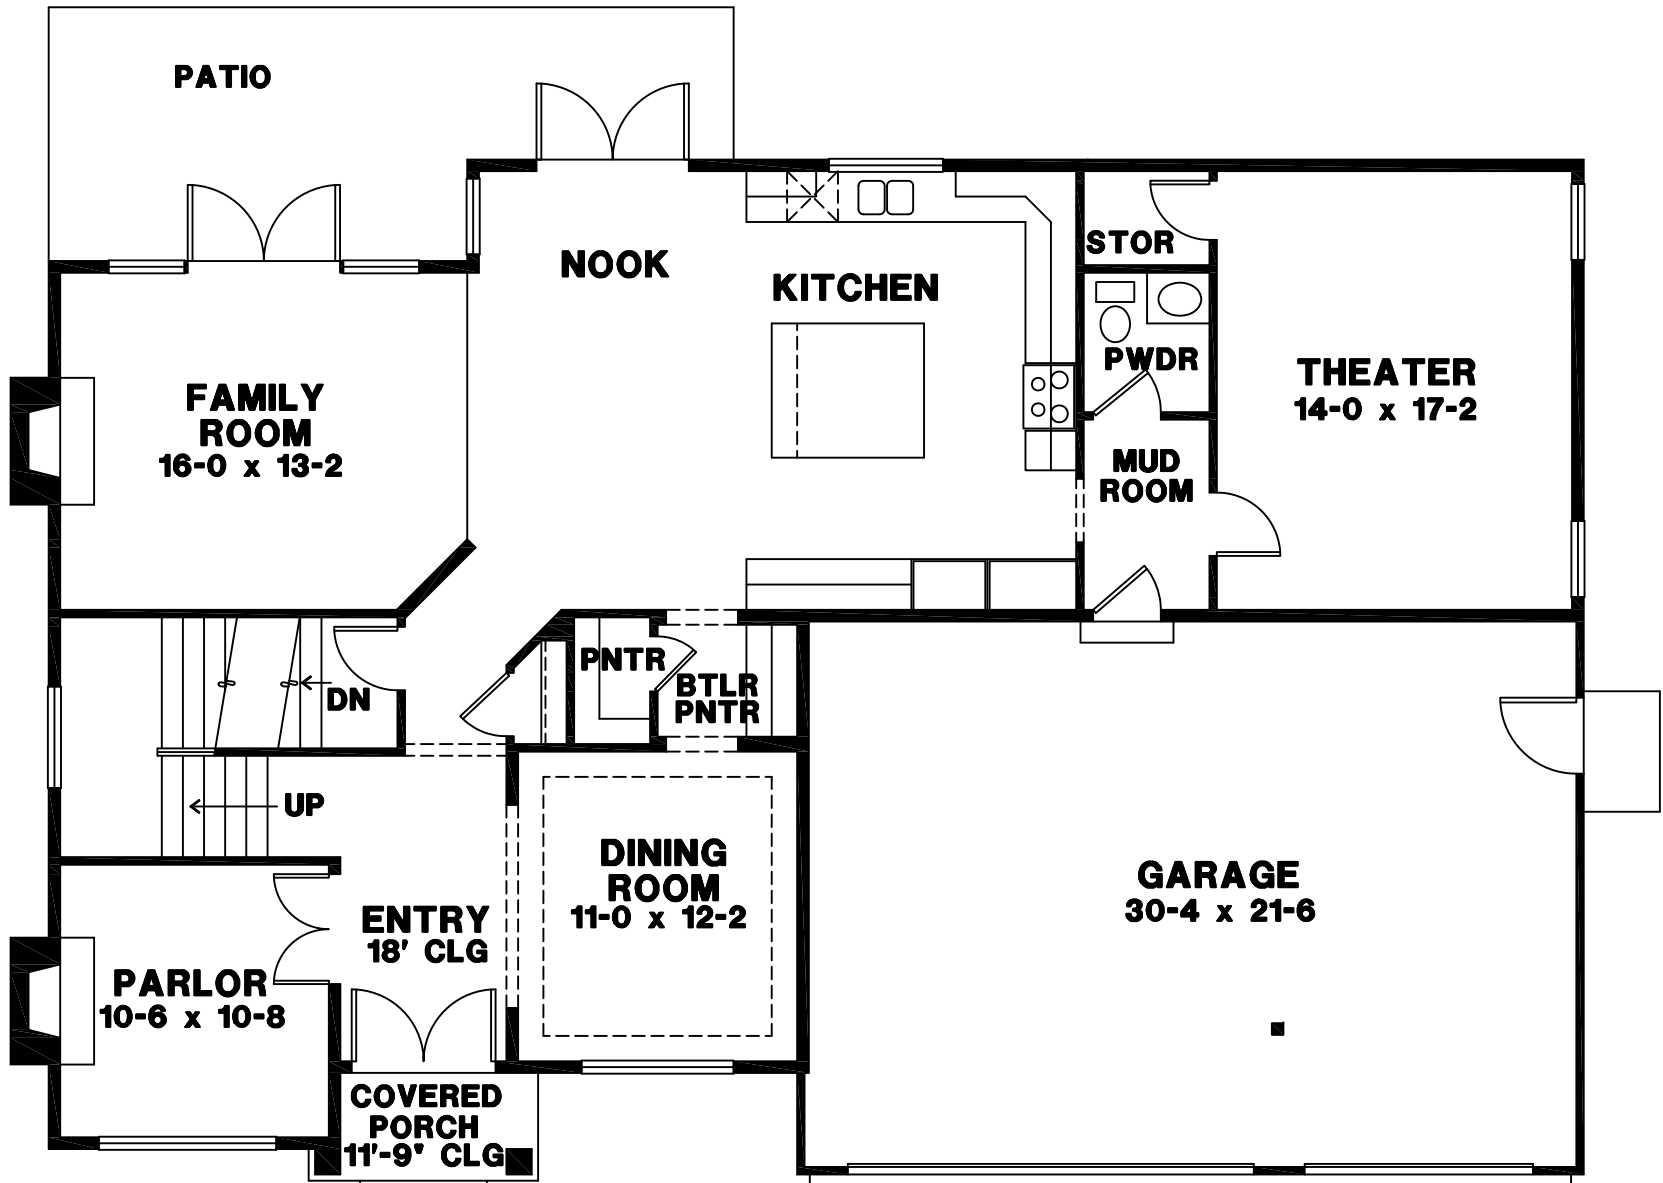 PATIO
NOOK
KITCHEN
STOR
PWDR
THEATER
14-0 x 17-2
FAMILY
ROOM
16-0 x 13-2
MUD
ROOM
PNTR
BTLR
PNTR
DN
UP
DINING
ROOM
11-0 x 12-2
GARAGE
30-4 x 21-6
ENTRY
18' CLG
PARLOR
10-6 x 10-8
COVERED
PORCH
11'-9" CLG